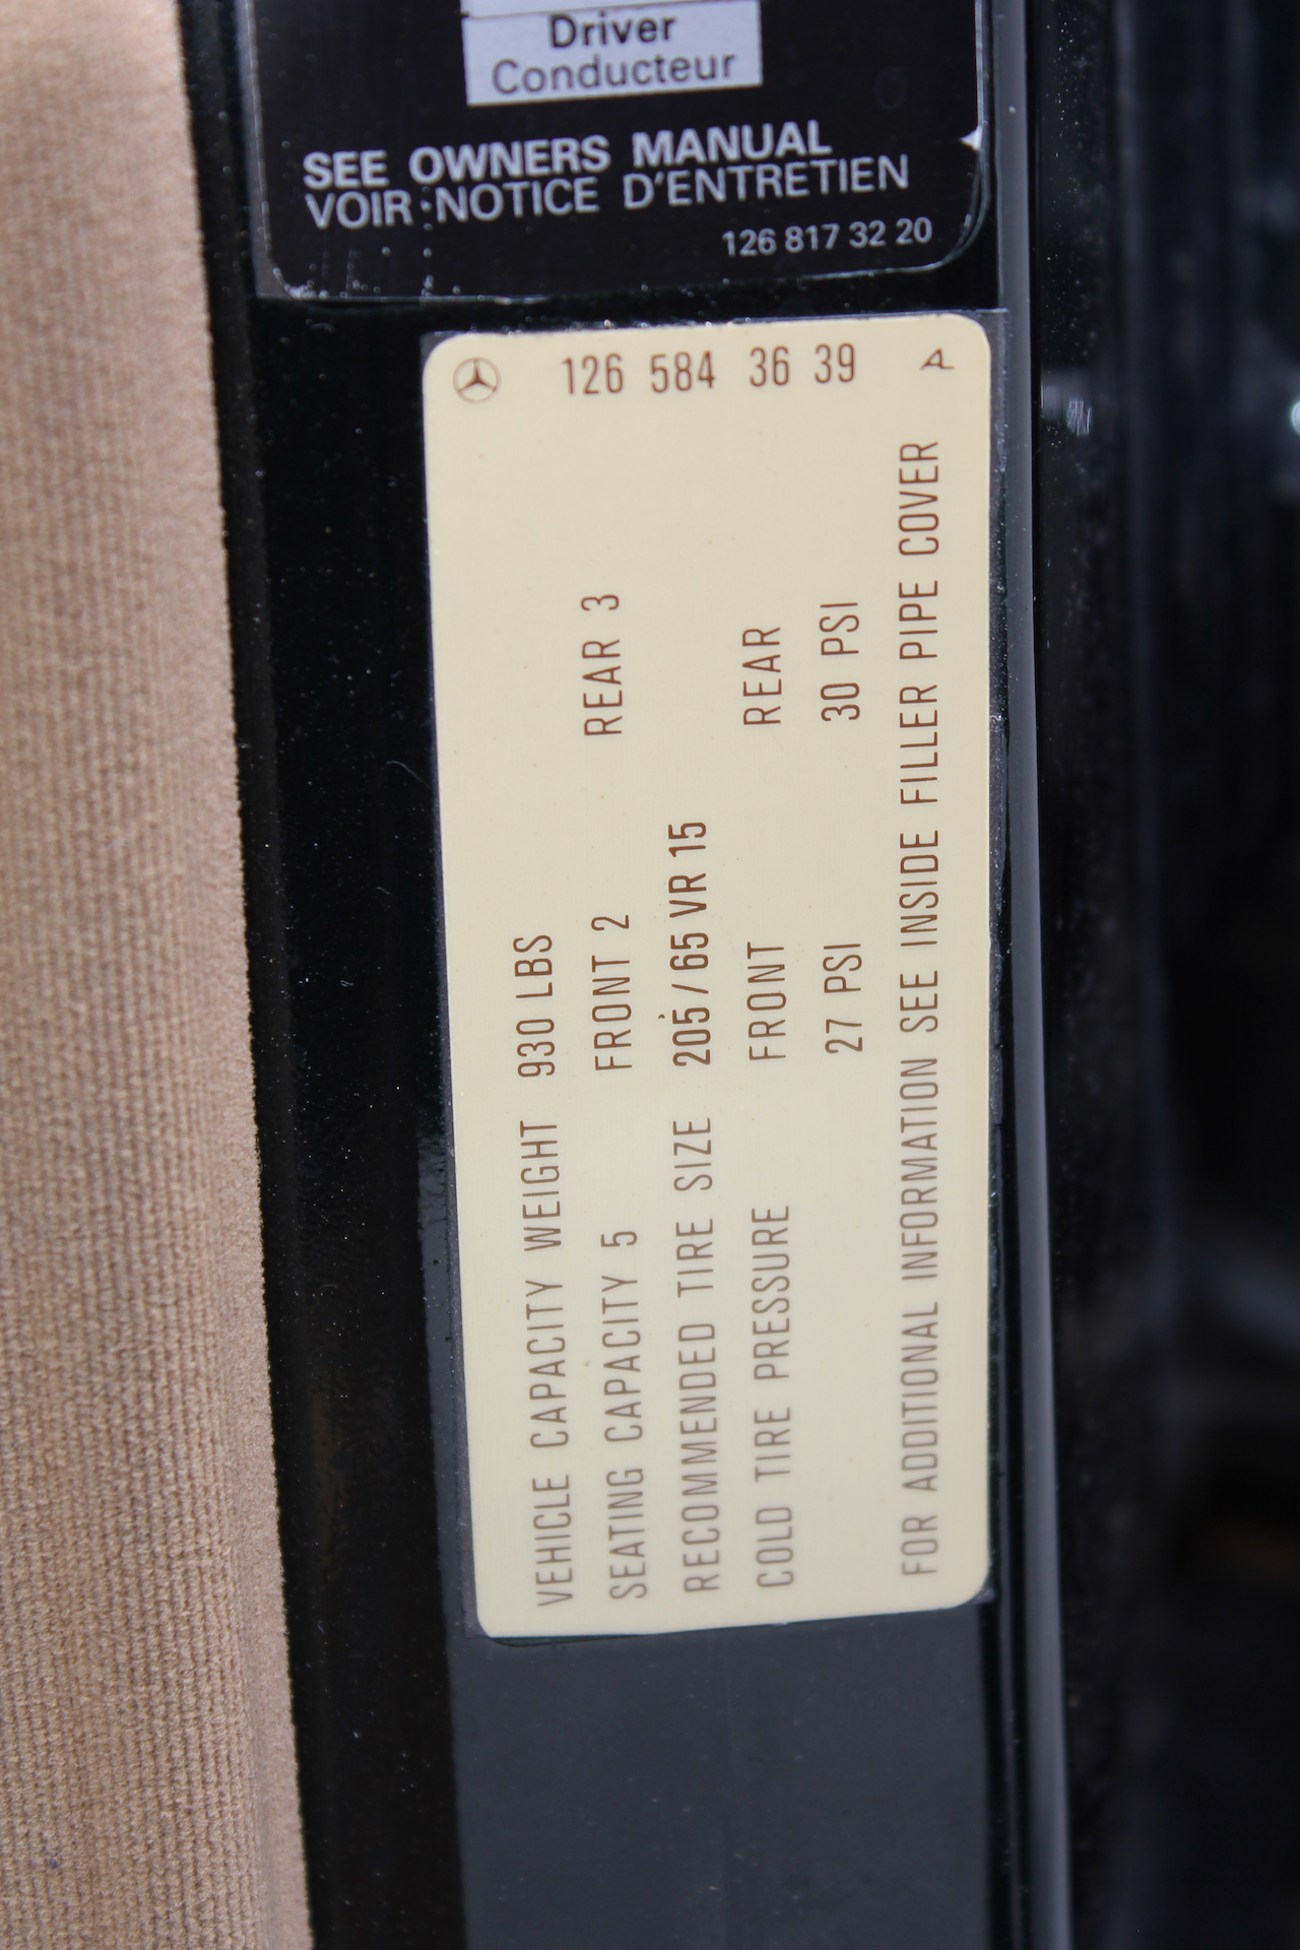 Driver
Conducteur
SEE OWNERS MANUAL
VOIR NOTICE D'ENTRETIEN
126 817 32 20
126 584 36 39 A
VEHICLE CAPACITY WEIGHT 930 LBS
SEATING CAPACITY 5 FRONT 2 REAR 3
RECOMMENDED TIRE SIZE 205/65 VR 15
COLD TIRE PRESSURE FRONT REAR
27 PSI 30 PSI
FOR ADDITIONAL INFORMATION SEE INSIDE FILLER PIPE COVER